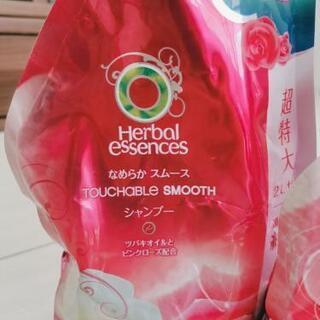 Herbal
essences
なめらか スムース
TOUCHABLE SMOOTH
シャンプー
ツバキオイル&と
ピンクローズ配合
超特大